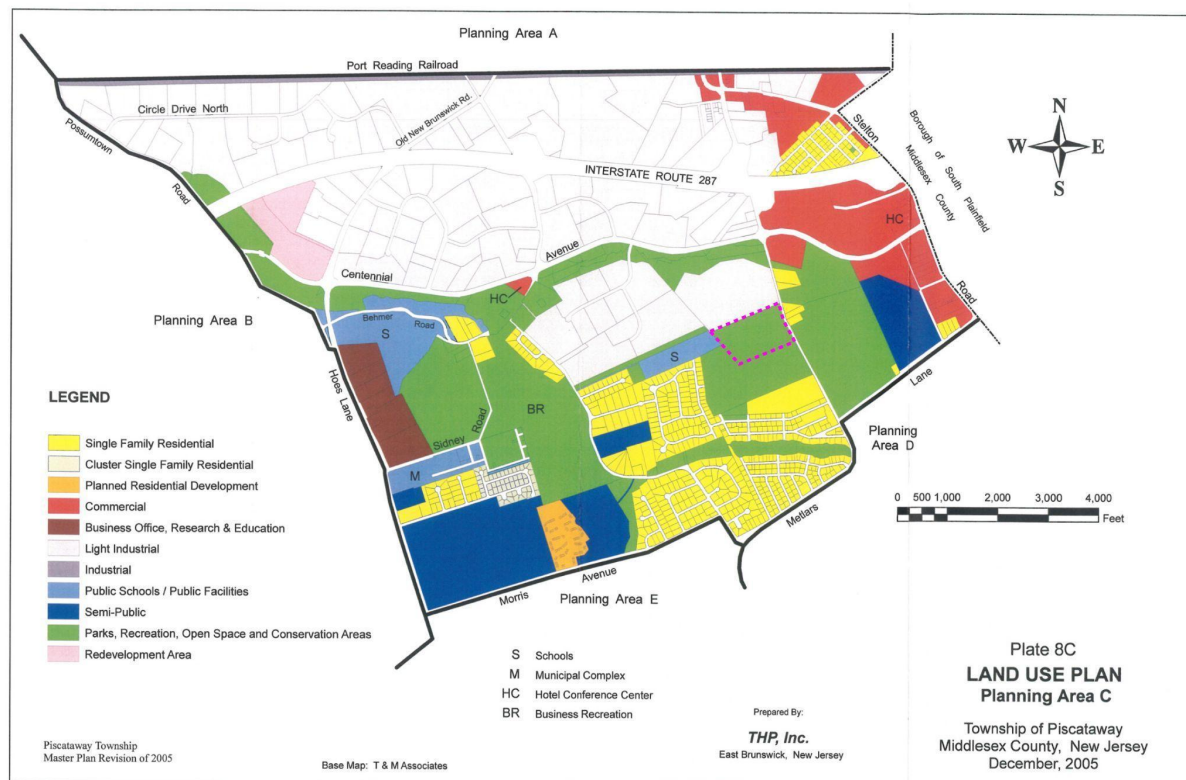 Planning Area A
Port Reading Railroad
Circle Drive North
Old New Brunswick Rd.
Possumtown
Road
Stelton
Road
Borough of South Plainfield
Middlesex County
INTERSTATE ROUTE 287
N
W E
S
HC
Centennial
Avenue
HC
Planning Area B
Behmer
Road
S
S
Hoes Lane
BR
Sidney
Road
M
Lane
Planning
Area D
Metlars
Morris
Avenue
Planning Area E
0 500 1,000 2,000 3,000 4,000
Feet
LEGEND
Single Family Residential
Cluster Single Family Residential
Planned Residential Development
Commercial
Business Office, Research & Education
Light Industrial
Industrial
Public Schools / Public Facilities
Semi-Public
Parks, Recreation, Open Space and Conservation Areas
Redevelopment Area
S Schools
M Municipal Complex
HC Hotel Conference Center
BR Business Recreation
Prepared By:
THP, Inc.
East Brunswick, New Jersey
Plate 8C
LAND USE PLAN
Planning Area C
Township of Piscataway
Middlesex County, New Jersey
December, 2005
Piscataway Township
Master Plan Revision of 2005
Base Map: T & M Associates